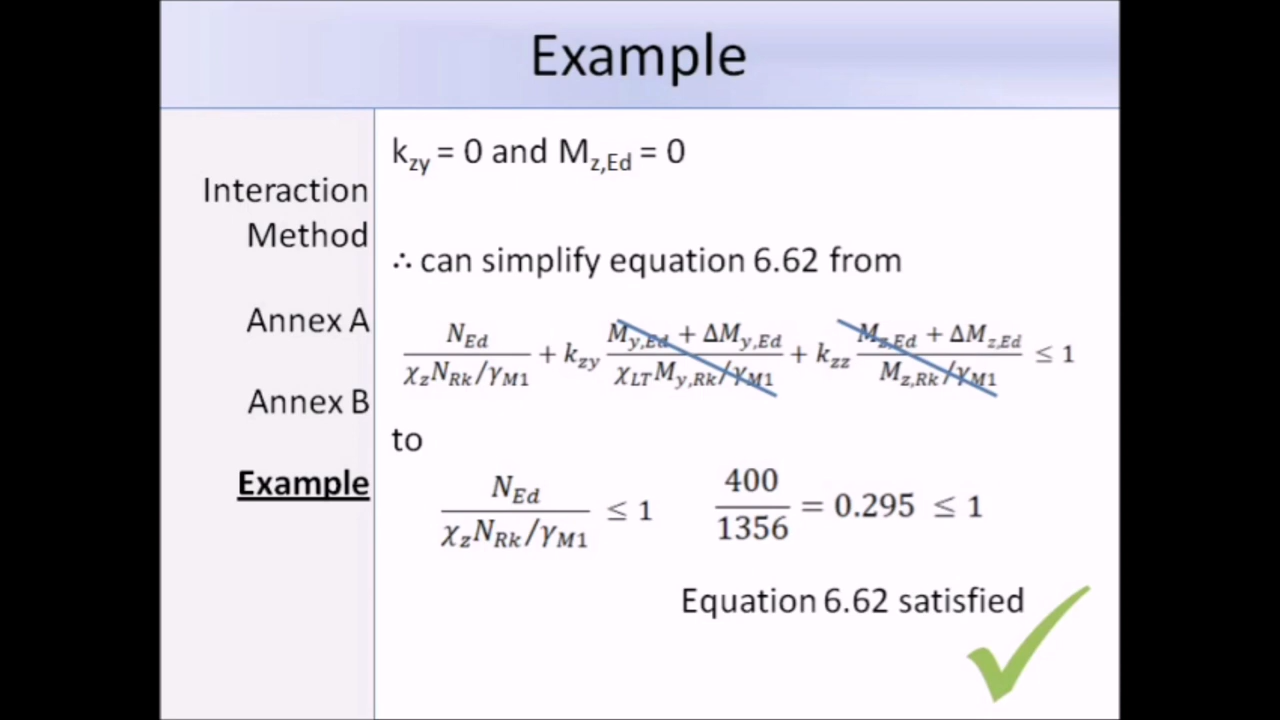 Example
Interaction
Method
Annex A
Annex B
Example
k_zy = 0 and M_z,Ed = 0
∴ can simplify equation 6.62 from
N_Ed / (χ_z N_Rk/γ_M1) + k_zy (M_y,Ed + ΔM_y,Ed) / (χ_LT M_y,Rk/γ_M1) + k_zz (M_z,Ed + ΔM_z,Ed) / (M_z,Rk/γ_M1) ≤ 1
to
N_Ed / (χ_z N_Rk/γ_M1) ≤ 1
400 / 1356 = 0.295 ≤ 1
Equation 6.62 satisfied